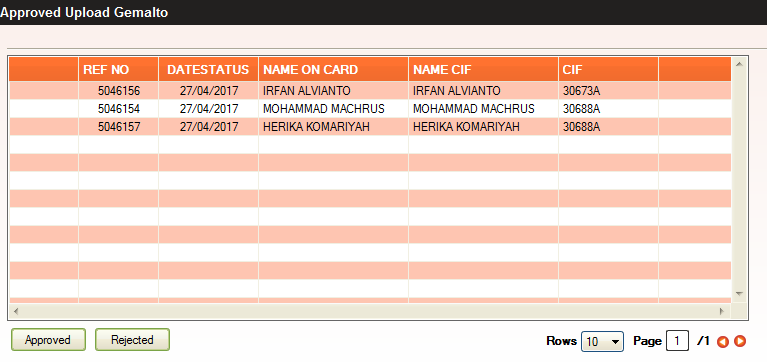 Approved Upload Gemalto
REF NO DATESTATUS NAME ON CARD NAME CIF CIF
5046156 27/04/2017 IRFAN ALVIANTO IRFAN ALVIANTO 30673A
5046154 27/04/2017 MOHAMMAD MACHRUS MOHAMMAD MACHRUS 30688A
5046157 27/04/2017 HERIKA KOMARIYAH HERIKA KOMARIYAH 30688A
Approved Rejected Rows 10 Page 1 /1